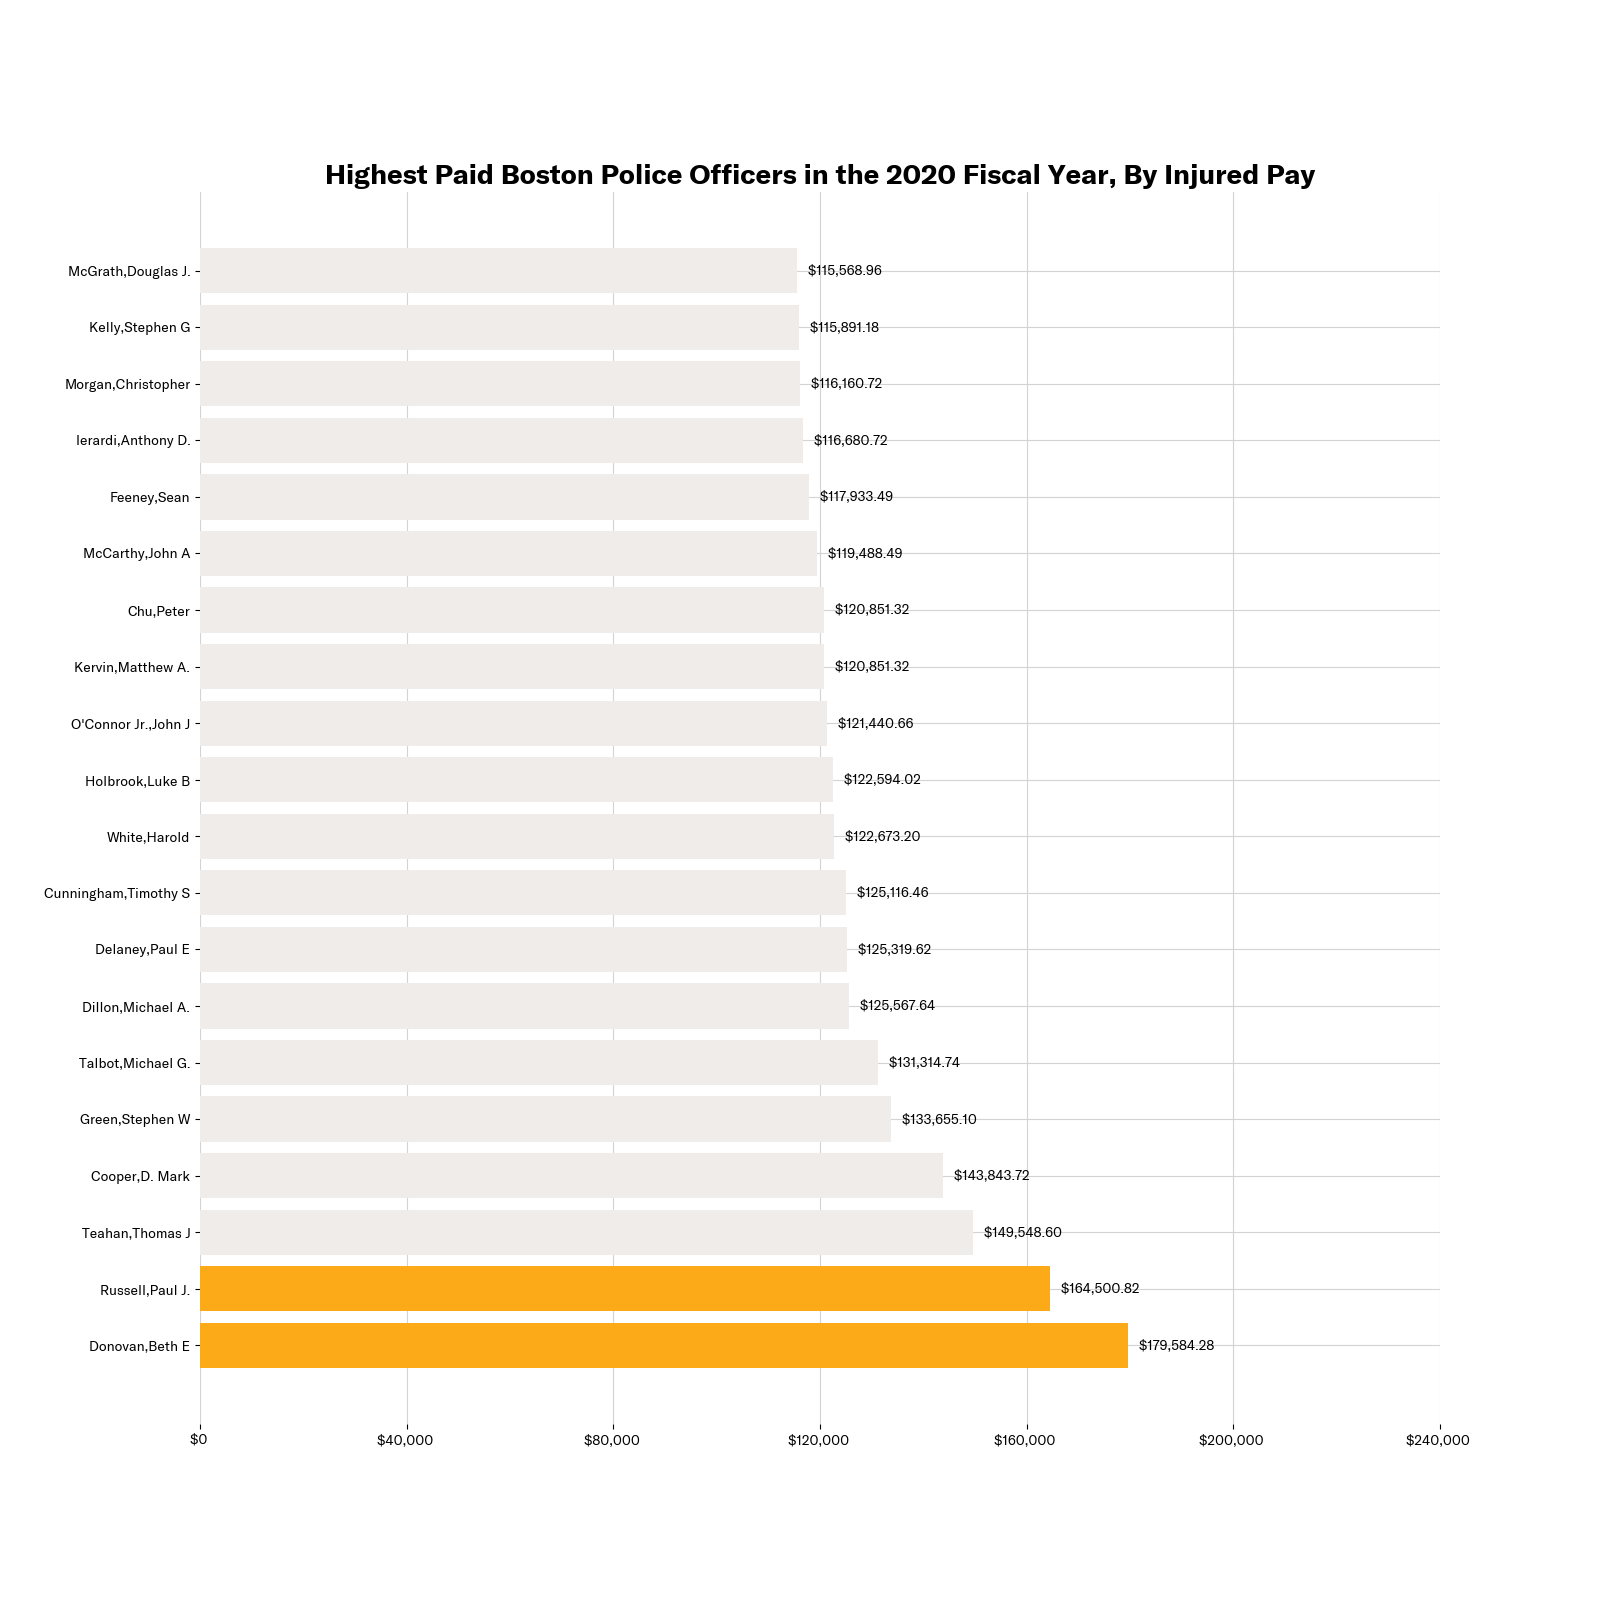 Highest Paid Boston Police Officers in the 2020 Fiscal Year, By Injured Pay
McGrath,Douglas J. $115,568.96
Kelly,Stephen G $115,891.18
Morgan,Christopher $116,160.72
Ierardi,Anthony D. $116,680.72
Feeney,Sean $117,933.49
McCarthy,John A $119,488.49
Chu,Peter $120,851.32
Kervin,Matthew A. $120,851.32
O'Connor Jr.,John J $121,440.66
Holbrook,Luke B $122,594.02
White,Harold $122,673.20
Cunningham,Timothy S $125,116.46
Delaney,Paul E $125,319.62
Dillon,Michael A. $125,567.64
Talbot,Michael G. $131,314.74
Green,Stephen W $133,655.10
Cooper,D. Mark $143,843.72
Teahan,Thomas J $149,548.60
Russell,Paul J. $164,500.82
Donovan,Beth E $179,584.28
$0 $40,000 $80,000 $120,000 $160,000 $200,000 $240,000